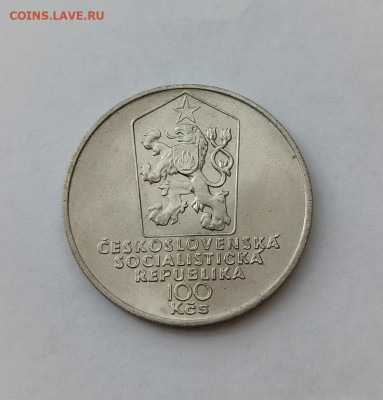 COINS.LAVE.RU
ČESKOSLOVENSKÁ
SOCIALISTICKÁ
REPUBLIKA
100
Kčs